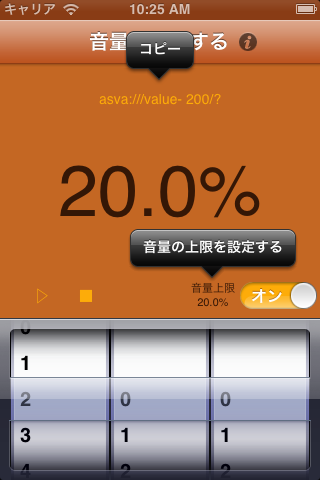 キャリア 10:25 AM
音量 する
コピー
asva:///value- 200/?
20.0%
音量の上限を設定する
音量上限
20.0%
オン
0
1
2 0 0
3 1 1
4 2 2